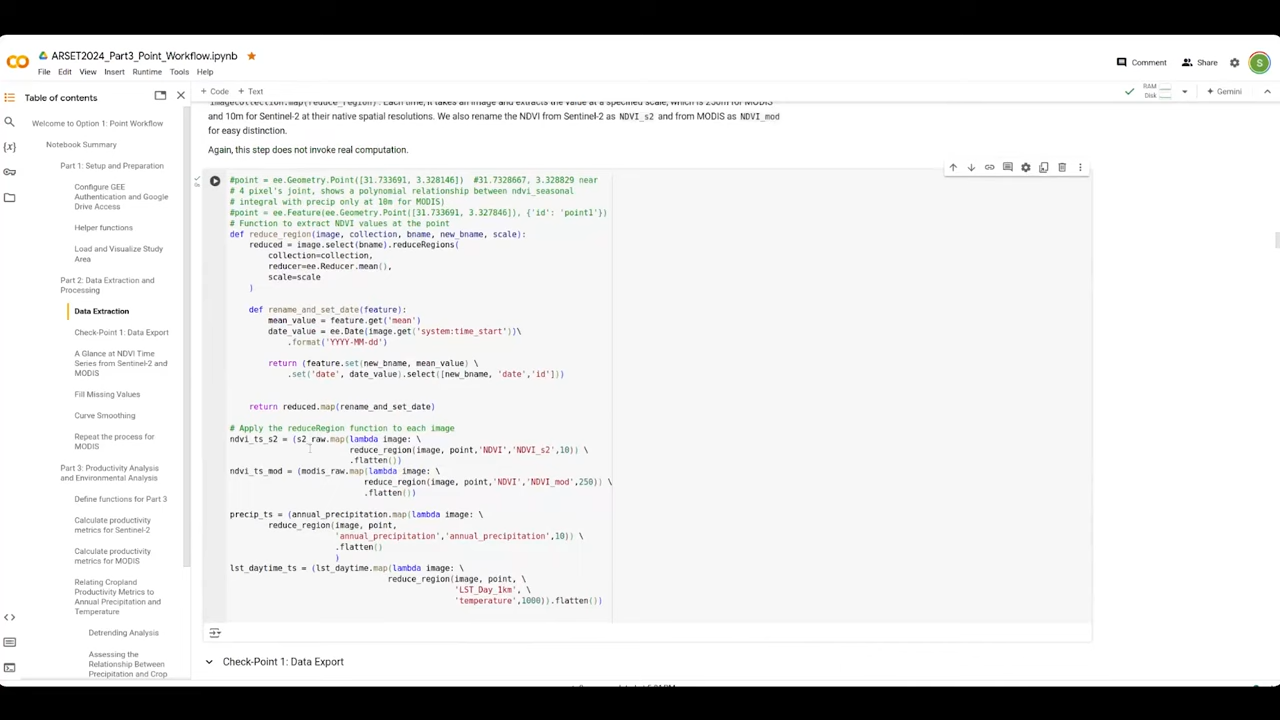 ARSET2024_Part3_Point_Workflow.ipynb
File Edit View Insert Runtime Tools Help
Comment
Share
S
Table of contents
+ Code + Text
RAM
Disk
Gemini
Welcome to Option 1: Point Workflow
Notebook Summary
Part 1: Setup and Preparation
Configure GEE
Authentication and Google
Drive Access
Helper functions
Load and Visualize Study
Area
Part 2: Data Extraction and
Processing
Data Extraction
Check-Point 1: Data Export
A Glance at NDVI Time
Series from Sentinel-2 and
MODIS
Fill Missing Values
Curve Smoothing
Repeat the process for
MODIS
Part 3: Productivity Analysis
and Environmental Analysis
Define functions for Part 3
Calculate productivity
metrics for Sentinel-2
Calculate productivity
metrics for MODIS
Relating Cropland
Productivity Metrics to
Annual Precipitation and
Temperature
Detrending Analysis
Assessing the
Relationship Between
Precipitation and Crop
ImageCollection.map(reduce_region). Each time, it takes an image and extracts the value at a specified scale, which is 250m for MODIS
and 10m for Sentinel-2 at their native spatial resolutions. We also rename the NDVI from Sentinel-2 as NDVI_s2 and from MODIS as NDVI_mod
for easy distinction.
Again, this step does not invoke real computation.
#point = ee.Geometry.Point([31.733691, 3.328146]) #31.7328667, 3.328829 near
# 4 pixel's joint, shows a polynomial relationship between ndvi_seasonal
# integral with precip only at 10m for MODIS)
#point = ee.Feature(ee.Geometry.Point([31.733691, 3.327846]), {'id': 'point1'})
# Function to extract NDVI values at the point
def reduce_region(image, collection, bname, new_bname, scale):
reduced = image.select(bname).reduceRegions(
collection=collection,
reducer=ee.Reducer.mean(),
scale=scale
)
def rename_and_set_date(feature):
mean_value = feature.get('mean')
date_value = ee.Date(image.get('system:time_start'))\
.format('YYYY-MM-dd')
return (feature.set(new_bname, mean_value) \
.set('date', date_value).select([new_bname, 'date','id']))
return reduced.map(rename_and_set_date)
# Apply the reduceRegion function to each image
ndvi_ts_s2 = (s2_raw.map(lambda image: \
reduce_region(image, point,'NDVI','NDVI_s2',10)) \
.flatten())
ndvi_ts_mod = (modis_raw.map(lambda image: \
reduce_region(image, point,'NDVI','NDVI_mod',250)) \
.flatten())
precip_ts = (annual_precipitation.map(lambda image: \
reduce_region(image, point,
'annual_precipitation','annual_precipitation',10)) \
.flatten()
)
lst_daytime_ts = (lst_daytime.map(lambda image: \
reduce_region(image, point, \
'LST_Day_1km', \
'temperature',1000)).flatten())
Check-Point 1: Data Export